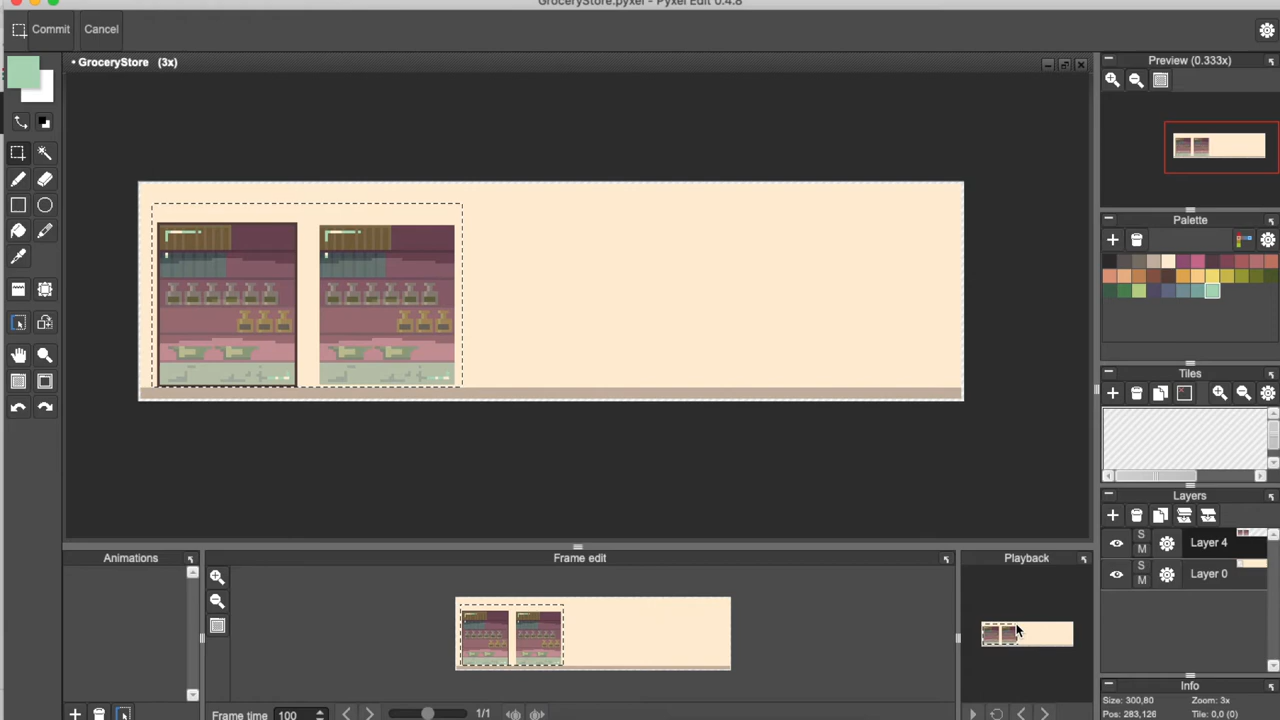 GroceryStore.pyxel - Pyxel Edit 0.4.8
Commit
Cancel
• GroceryStore (3x)
Preview (0.333x)
Palette
Tiles
Layers
S
M
Layer 4
S
M
Layer 0
Animations
Frame edit
Playback
Frame time 100
1/1
Info
Size: 300,80
Zoom: 3x
Pos: 283,126
Tile: 0,0 (0)